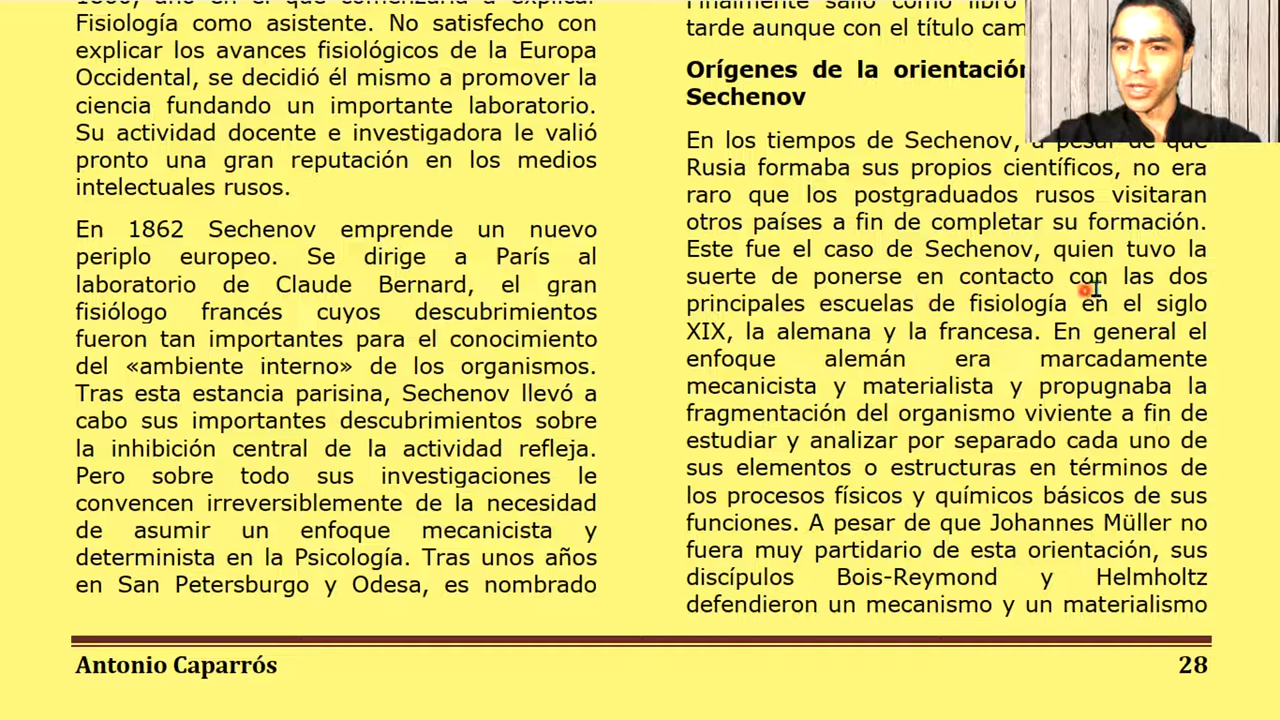 Fisiología como asistente. No satisfecho con
explicar los avances fisiológicos de la Europa
Occidental, se decidió él mismo a promover la
ciencia fundando un importante laboratorio.
Su actividad docente e investigadora le valió
pronto una gran reputación en los medios
intelectuales rusos.
En 1862 Sechenov emprende un nuevo
periplo europeo. Se dirige a París al
laboratorio de Claude Bernard, el gran
fisiólogo francés cuyos descubrimientos
fueron tan importantes para el conocimiento
del «ambiente interno» de los organismos.
Tras esta estancia parisina, Sechenov llevó a
cabo sus importantes descubrimientos sobre
la inhibición central de la actividad refleja.
Pero sobre todo sus investigaciones le
convencen irreversiblemente de la necesidad
de asumir un enfoque mecanicista y
determinista en la Psicología. Tras unos años
en San Petersburgo y Odesa, es nombrado
Finalmente salió como libro
tarde aunque con el título cam
Orígenes de la orientación
Sechenov
En los tiempos de Sechenov, a pesar de que
Rusia formaba sus propios científicos, no era
raro que los postgraduados rusos visitaran
otros países a fin de completar su formación.
Este fue el caso de Sechenov, quien tuvo la
suerte de ponerse en contacto con las dos
principales escuelas de fisiología en el siglo
XIX, la alemana y la francesa. En general el
enfoque alemán era marcadamente
mecanicista y materialista y propugnaba la
fragmentación del organismo viviente a fin de
estudiar y analizar por separado cada uno de
sus elementos o estructuras en términos de
los procesos físicos y químicos básicos de sus
funciones. A pesar de que Johannes Müller no
fuera muy partidario de esta orientación, sus
discípulos Bois-Reymond y Helmholtz
defendieron un mecanismo y un materialismo
Antonio Caparrós
28